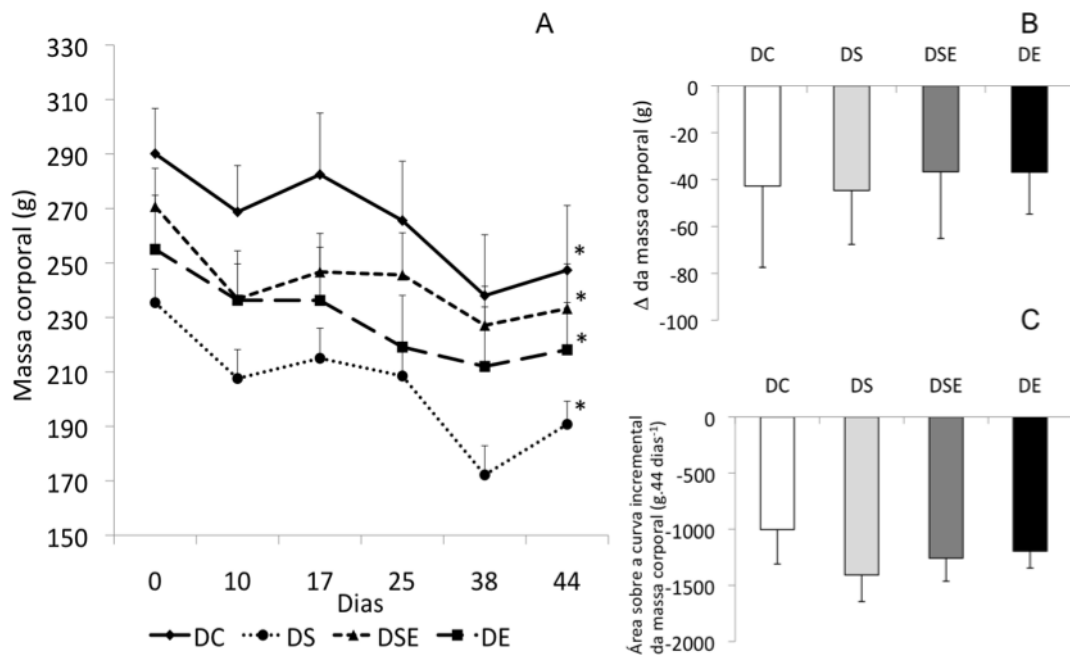 A
Massa corporal (g)
330
310
290
270
250
230
210
190
170
150
*
*
*
*
0 10 17 25 38 44
Dias
DC DS DSE DE
B
DC DS DSE DE
Δ da massa corporal (g)
0
-20
-40
-60
-80
-100
C
DC DS DSE DE
Área sobre a curva incremental
da massa corporal (g.44 dias⁻¹)
0
-500
-1000
-1500
-2000